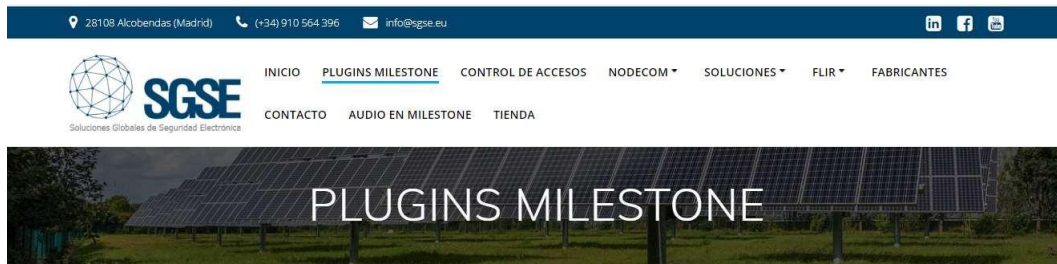 28108 Alcobendas (Madrid) (+34) 910 564 396 info@sgse.eu
INICIO PLUGINS MILESTONE CONTROL DE ACCESOS NODECOM SOLUCIONES FLIR FABRICANTES
SGSE
Soluciones Globales de Seguridad Electrónica
CONTACTO AUDIO EN MILESTONE TIENDA
PLUGINS MILESTONE